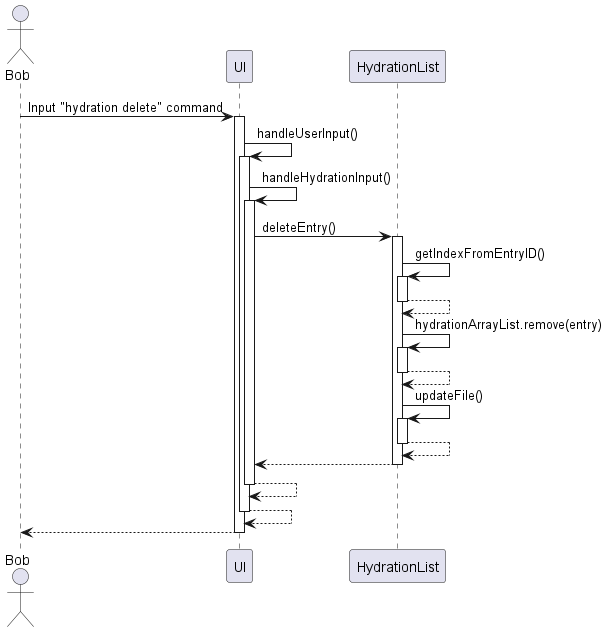 Bob
UI
HydrationList
Input "hydration delete" command
handleUserInput()
handleHydrationInput()
deleteEntry()
getIndexFromEntryID()
hydrationArrayList.remove(entry)
updateFile()
Bob
UI
HydrationList